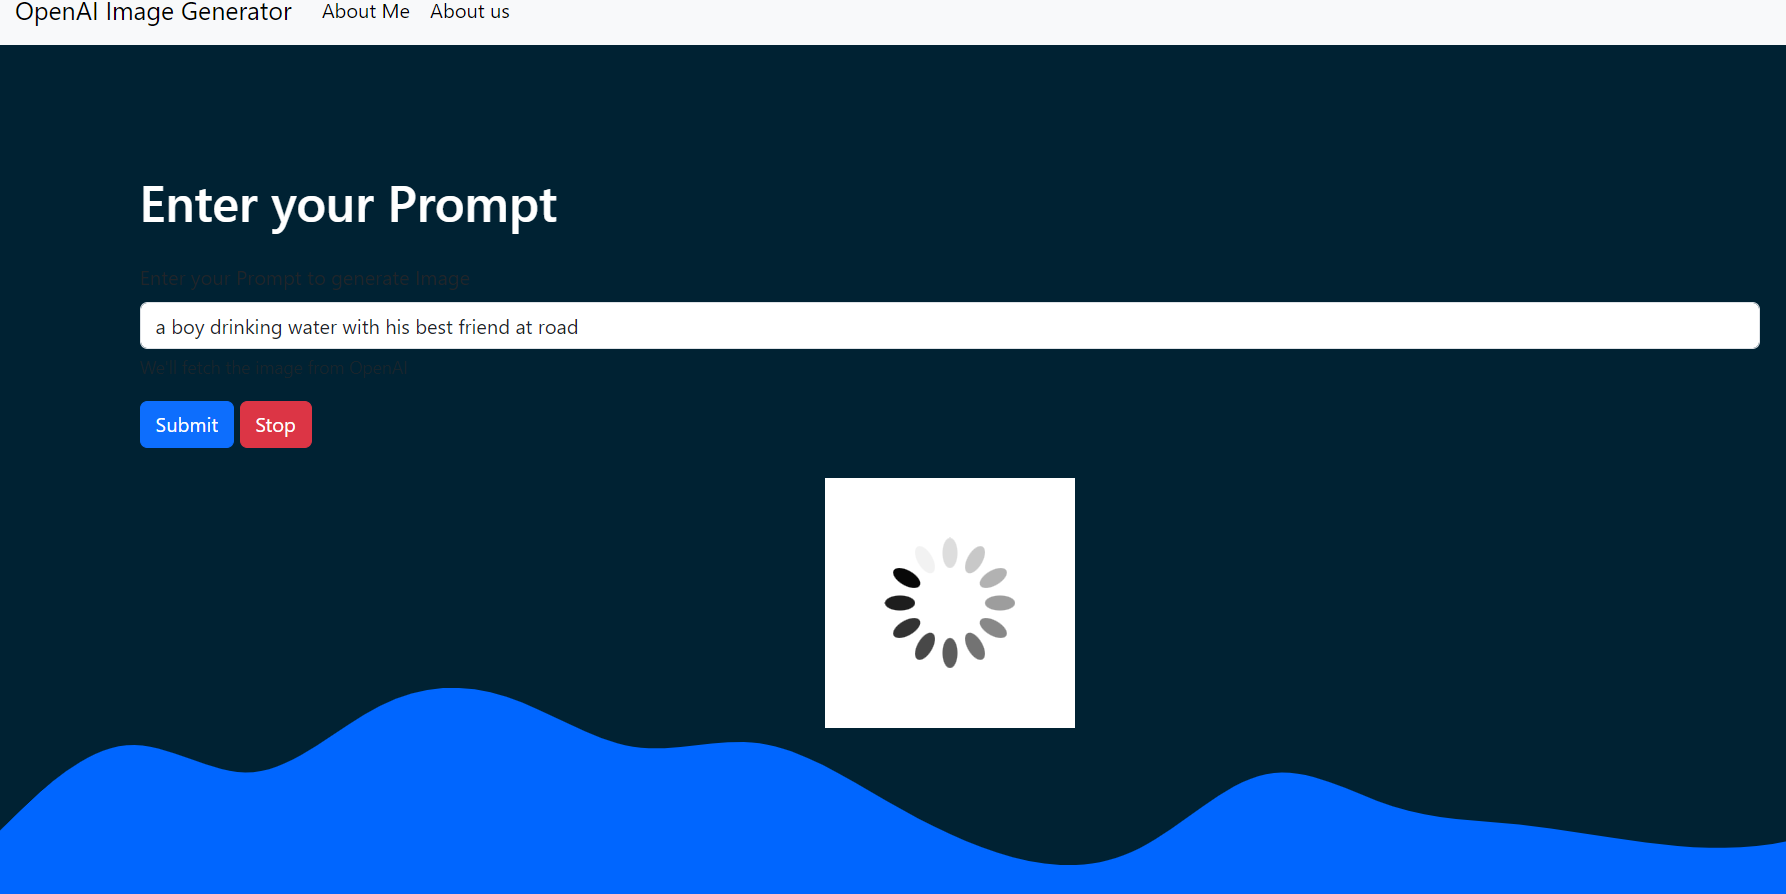 OpenAI Image Generator About Me About us
Enter your Prompt
Enter your Prompt to generate Image
a boy drinking water with his best friend at road
We'll fetch the image from OpenAI
Submit Stop